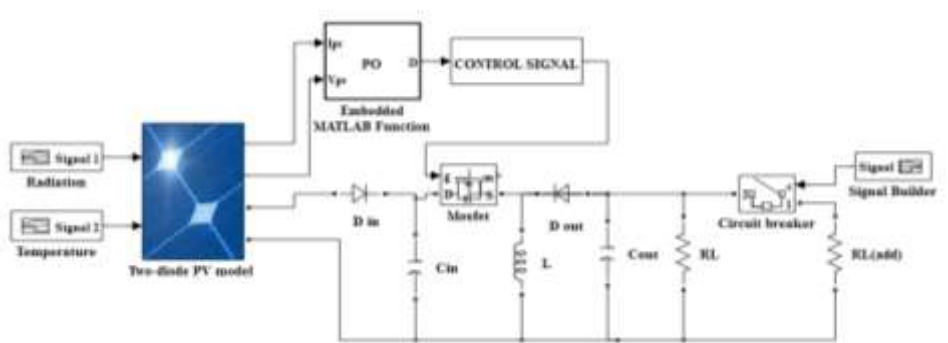 Ipv
PO
D
Vpv
CONTROL SIGNAL
Embedded
MATLAB Function
Signal 1
Radiation
Signal 2
Temperature
Two-diode PV model
D in
g
m
D
S
Mosfet
D out
Cin
L
Cout
RL
Circuit breaker
Signal
Signal Builder
RL(add)